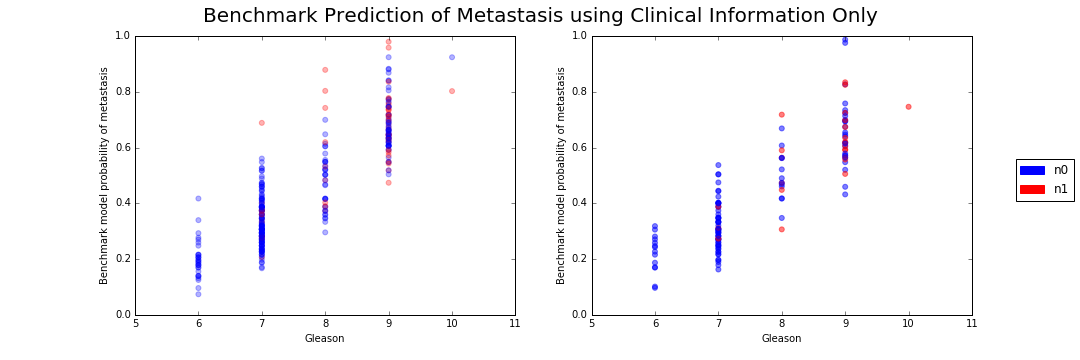 Benchmark Prediction of Metastasis using Clinical Information Only
Benchmark model probability of metastasis
1.0
0.8
0.6
0.4
0.2
0.0
5 6 7 8 9 10 11
Gleason
Benchmark model probability of metastasis
1.0
0.8
0.6
0.4
0.2
0.0
5 6 7 8 9 10 11
Gleason
n0
n1